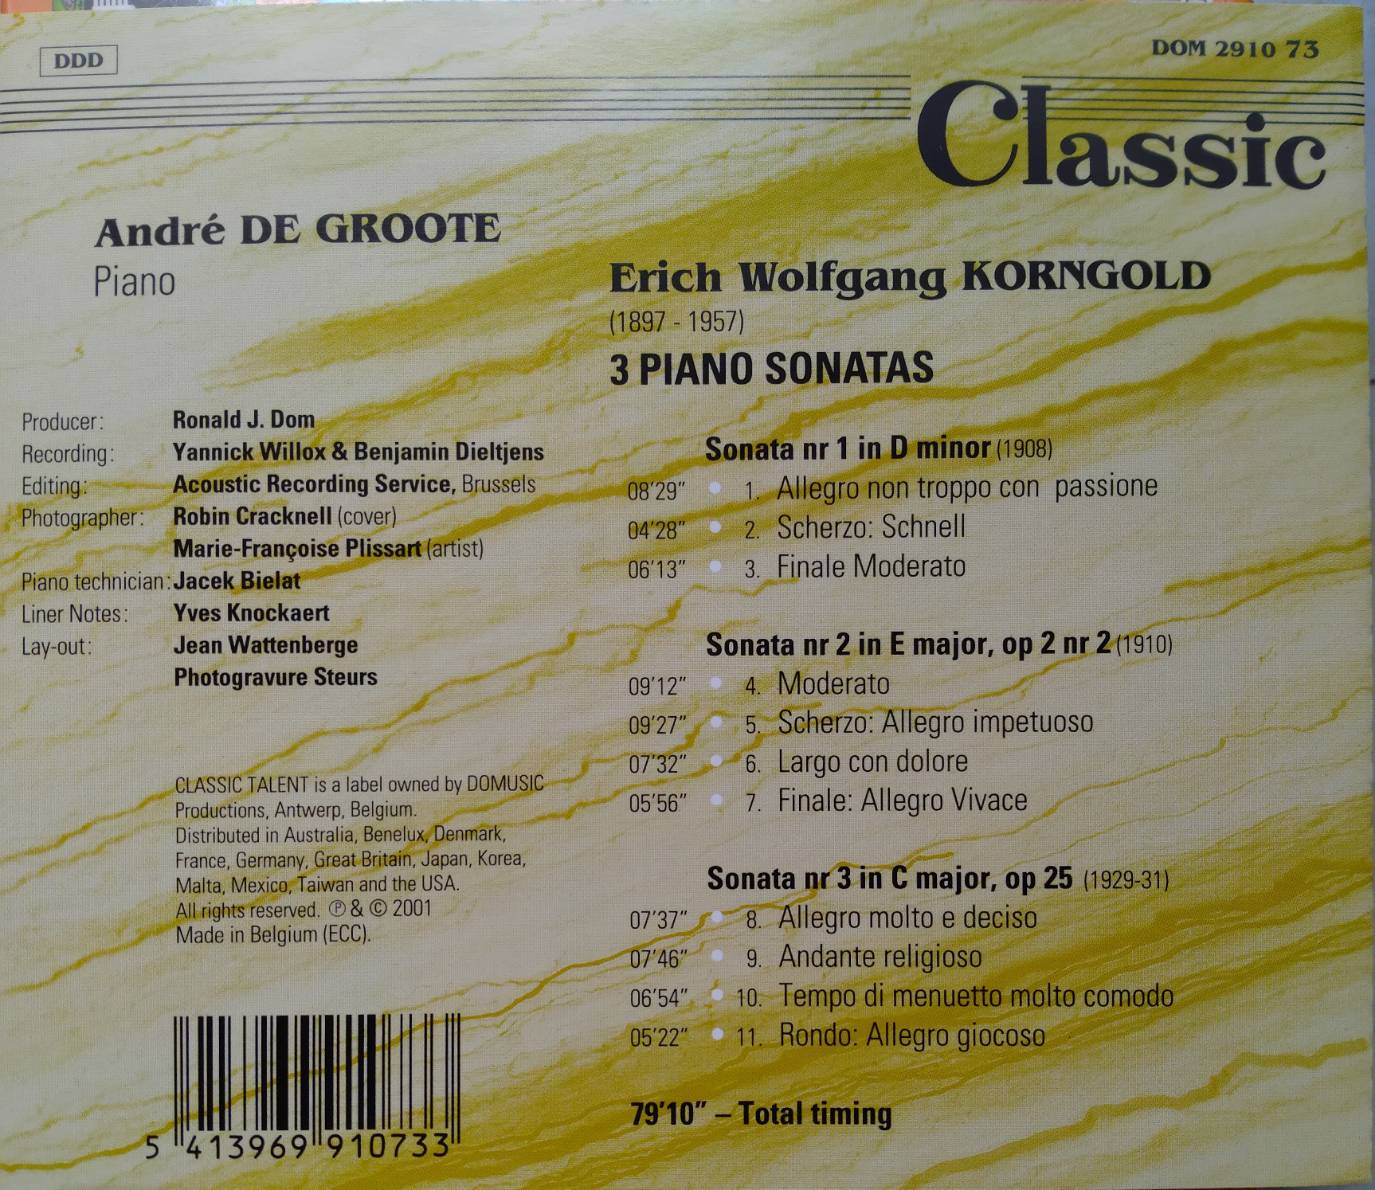 DDD
DOM 2910 73
Classic
André DE GROOTE
Piano
Erich Wolfgang KORNGOLD
(1897 - 1957)
3 PIANO SONATAS
Producer: Ronald J. Dom
Recording: Yannick Willox & Benjamin Dieltjens
Editing: Acoustic Recording Service, Brussels
Photographer: Robin Cracknell (cover)
Marie-Françoise Plissart (artist)
Piano technician: Jacek Bielat
Liner Notes: Yves Knockaert
Lay-out: Jean Wattenberge
Photogravure Steurs
CLASSIC TALENT is a label owned by DOMUSIC
Productions, Antwerp, Belgium.
Distributed in Australia, Benelux, Denmark,
France, Germany, Great Britain, Japan, Korea,
Malta, Mexico, Taiwan and the USA.
All rights reserved. ℗ & © 2001
Made in Belgium (ECC).
5 413969 910733
Sonata nr 1 in D minor (1908)
08'29" • 1. Allegro non troppo con passione
04'28" • 2. Scherzo: Schnell
06'13" • 3. Finale Moderato
Sonata nr 2 in E major, op 2 nr 2 (1910)
09'12" • 4. Moderato
09'27" • 5. Scherzo: Allegro impetuoso
07'32" • 6. Largo con dolore
05'56" • 7. Finale: Allegro Vivace
Sonata nr 3 in C major, op 25 (1929-31)
07'37" • 8. Allegro molto e deciso
07'46" • 9. Andante religioso
06'54" • 10. Tempo di menuetto molto comodo
05'22" • 11. Rondo: Allegro giocoso
79'10" – Total timing